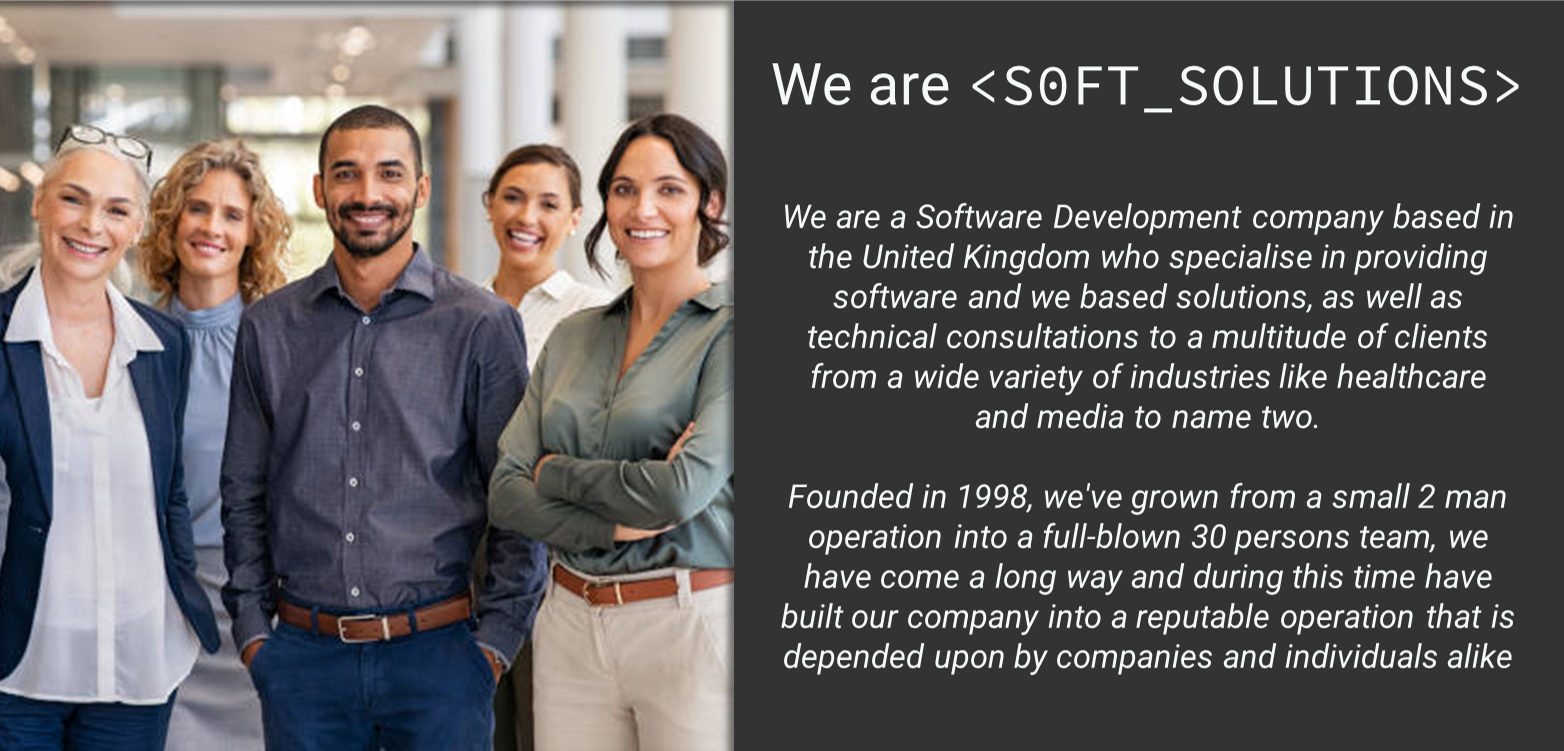 We are <S0FT_SOLUTIONS>
We are a Software Development company based in
the United Kingdom who specialise in providing
software and we based solutions, as well as
technical consultations to a multitude of clients
from a wide variety of industries like healthcare
and media to name two.
Founded in 1998, we've grown from a small 2 man
operation into a full-blown 30 persons team, we
have come a long way and during this time have
built our company into a reputable operation that is
depended upon by companies and individuals alike